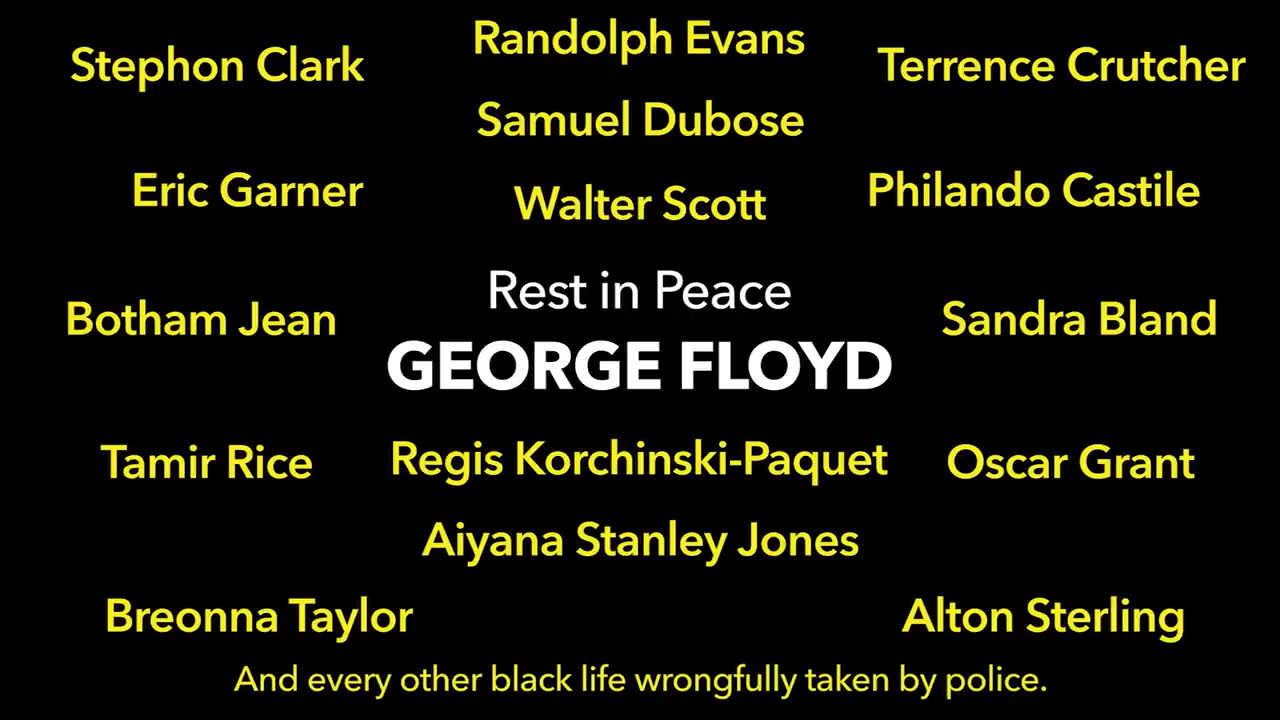 Randolph Evans
Stephon Clark
Terrence Crutcher
Samuel Dubose
Eric Garner
Walter Scott
Philando Castile
Rest in Peace
Botham Jean
Sandra Bland
GEORGE FLOYD
Tamir Rice
Regis Korchinski-Paquet
Oscar Grant
Aiyana Stanley Jones
Breonna Taylor
Alton Sterling
And every other black life wrongfully taken by police.